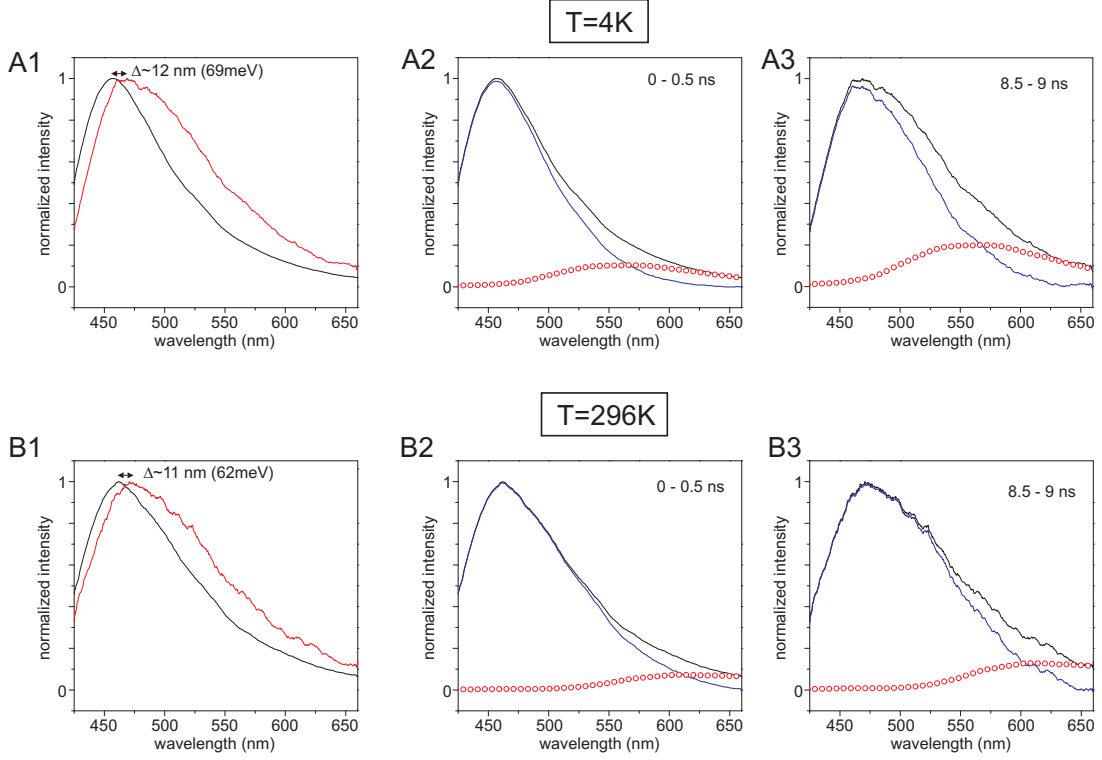 T=4K
A1
Δ~12 nm (69meV)
1
0
normalized intensity
450 500 550 600 650
wavelength (nm)
A2
0 - 0.5 ns
1
0
normalized intensity
450 500 550 600 650
wavelength (nm)
A3
8.5 - 9 ns
1
0
normalized intensity
450 500 550 600 650
wavelength (nm)
T=296K
B1
Δ~11 nm (62meV)
1
0
normalized intensity
450 500 550 600 650
wavelength (nm)
B2
0 - 0.5 ns
1
0
normalized intensity
450 500 550 600 650
wavelength (nm)
B3
8.5 - 9 ns
1
0
normalized intensity
450 500 550 600 650
wavelength (nm)